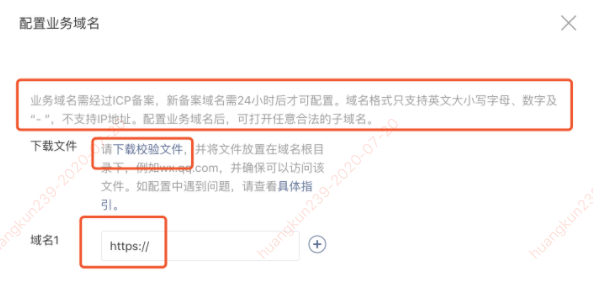 配置业务域名
业务域名需经过ICP备案，新备案域名需24小时后才可配置。域名格式只支持英文大小写字母、数字及
“- ”，不支持IP地址。配置业务域名后，可打开任意合法的子域名。
下载文件
请下载校验文件，并将文件放置在域名根目
录下，例如wx.qq.com，并确保可以访问该
文件。如配置中遇到问题，请查看具体指
引。
域名1
https://
huangkun239-2020-07-20
huangkun239-2020-07-20
huangkun239